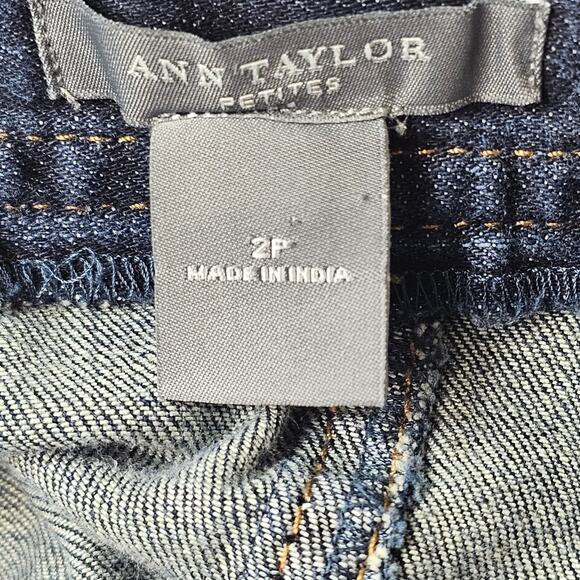 ANN TAYLOR
PETITES
2P
MADE IN INDIA